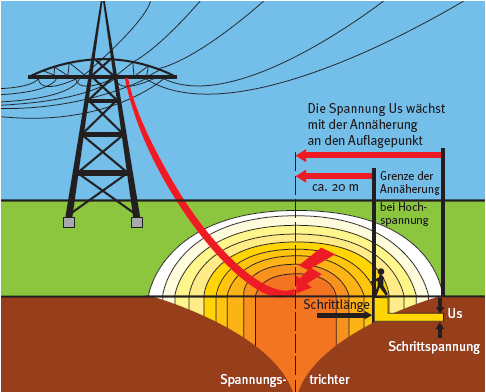 Die Spannung Us wächst
mit der Annäherung
an den Auflagepunkt
ca. 20 m
Grenze der
Annäherung
bei Hoch-
spannung
Schrittlänge
Us
Schrittspannung
Spannungs-
trichter